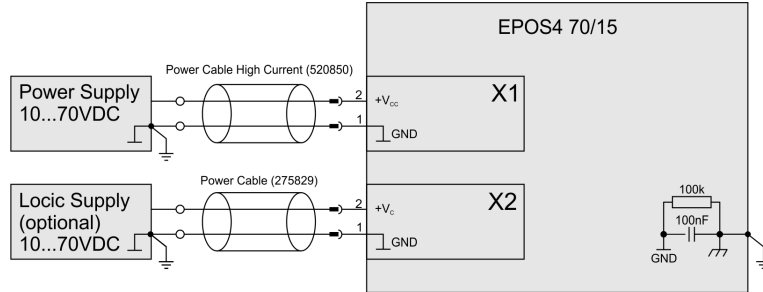 EPOS4 70/15
Power Cable High Current (520850)
Power Supply
10...70VDC
2
+Vcc
X1
1
GND
Power Cable (275829)
Locic Supply
(optional)
10...70VDC
2
+Vc
X2
1
GND
100k
100nF
GND